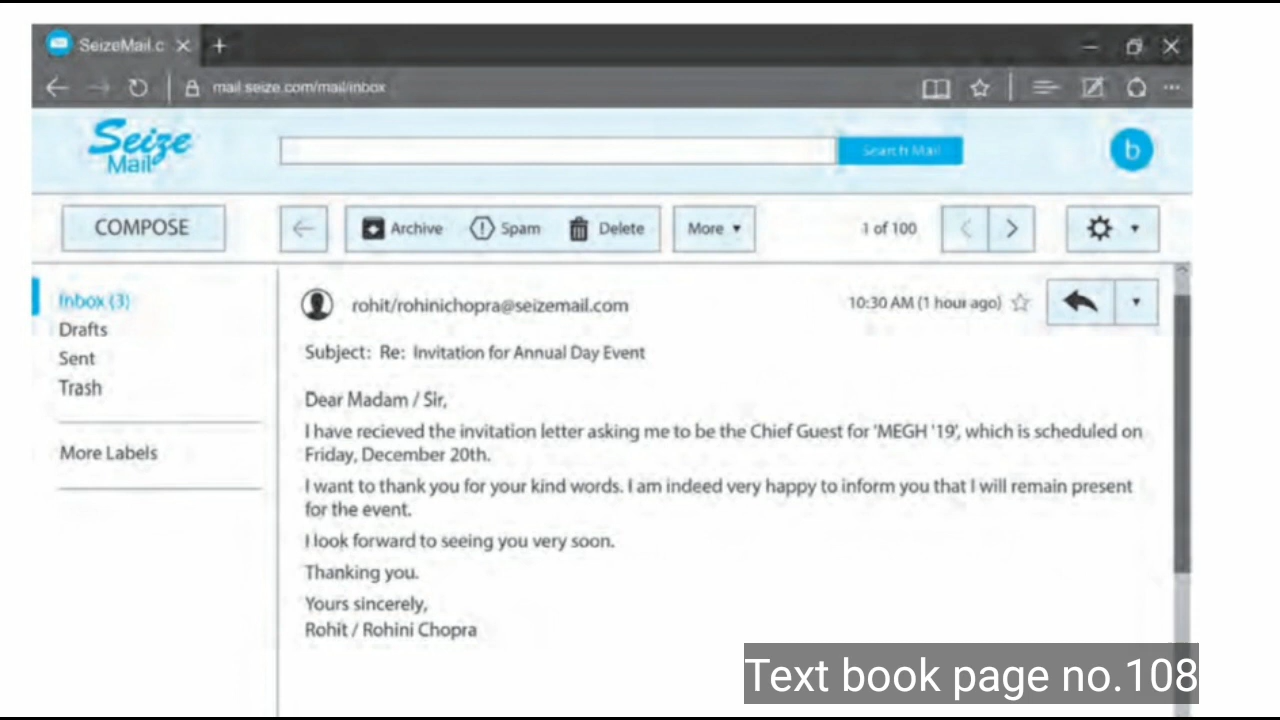 SeizeMail.c
mail.seize.com/mail/inbox
Seize
Mail
Search Mail
b
COMPOSE
Archive
Spam
Delete
More
1 of 100
Inbox (3)
Drafts
Sent
Trash
More Labels
rohit/rohinichopra@seizemail.com
10:30 AM (1 hour ago)
Subject: Re: Invitation for Annual Day Event
Dear Madam / Sir,
I have recieved the invitation letter asking me to be the Chief Guest for 'MEGH '19', which is scheduled on
Friday, December 20th.
I want to thank you for your kind words. I am indeed very happy to inform you that I will remain present
for the event.
I look forward to seeing you very soon.
Thanking you.
Yours sincerely,
Rohit / Rohini Chopra
Text book page no.108